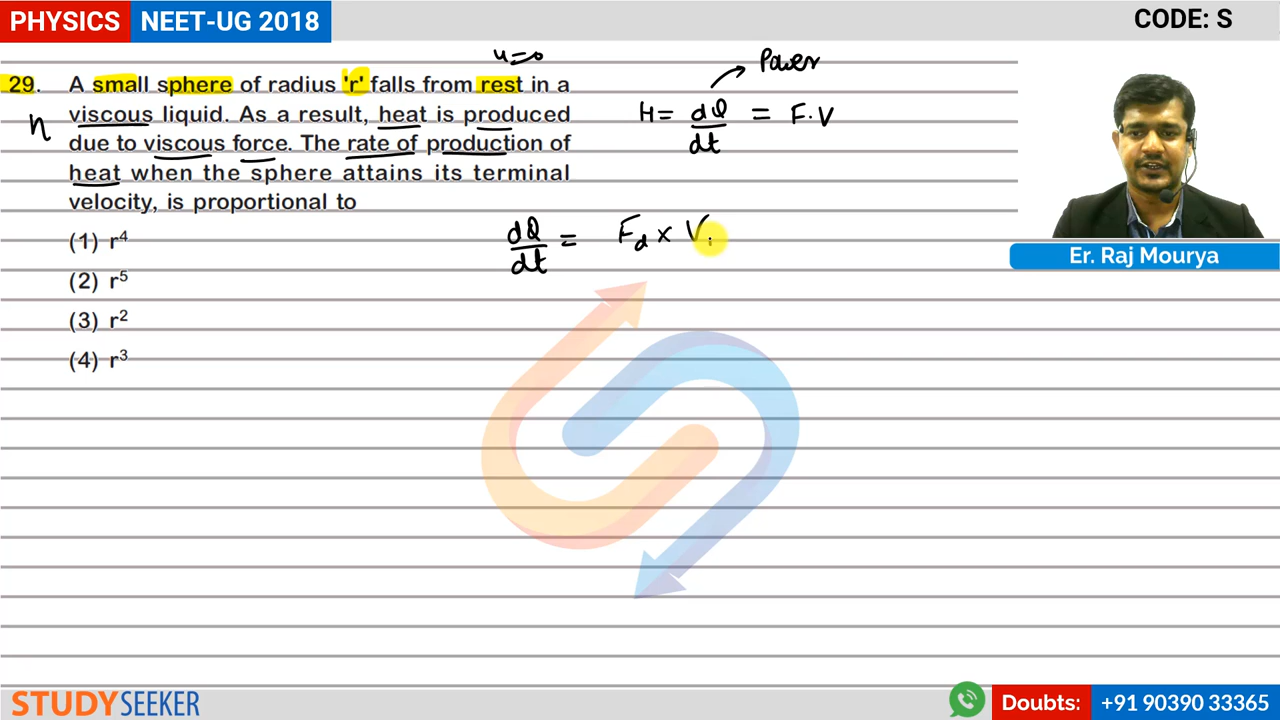 PHYSICS NEET-UG 2018
CODE: S
u=0
29. A small sphere of radius 'r' falls from rest in a
viscous liquid. As a result, heat is produced
due to viscous force. The rate of production of
heat when the sphere attains its terminal
velocity, is proportional to
(1) r⁴
(2) r⁵
(3) r²
(4) r³
η
Power
H = dQ/dt = F.V
dQ/dt = Fd × V
Er. Raj Mourya
STUDYSEEKER
Doubts: +91 90390 33365